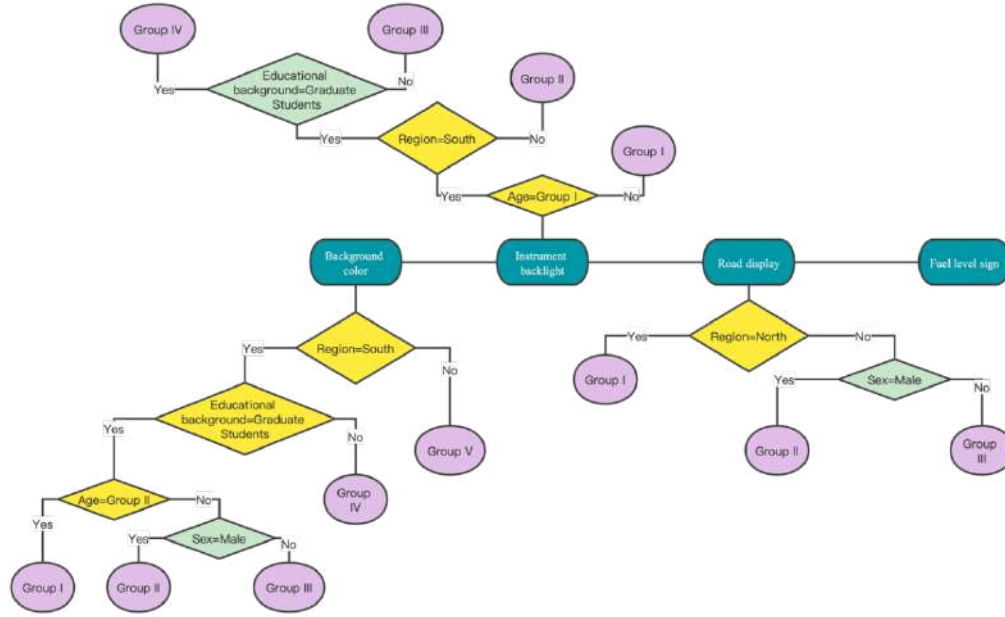 Group IV
Group III
Educational
background=Graduate
Students
Yes
No
Group II
Region=South
Yes
No
Group I
Age=Group I
Yes
No
Background
color
Instrument
backlight
Road display
Fuel level sign
Region=South
Yes
No
Region=North
Yes
No
Group I
Sex=Male
Yes
No
Educational
background=Graduate
Students
Yes
No
Group V
Group II
Group
III
Age=Group II
Yes
No
Group
IV
Sex=Male
Yes
No
Group I
Group II
Group III